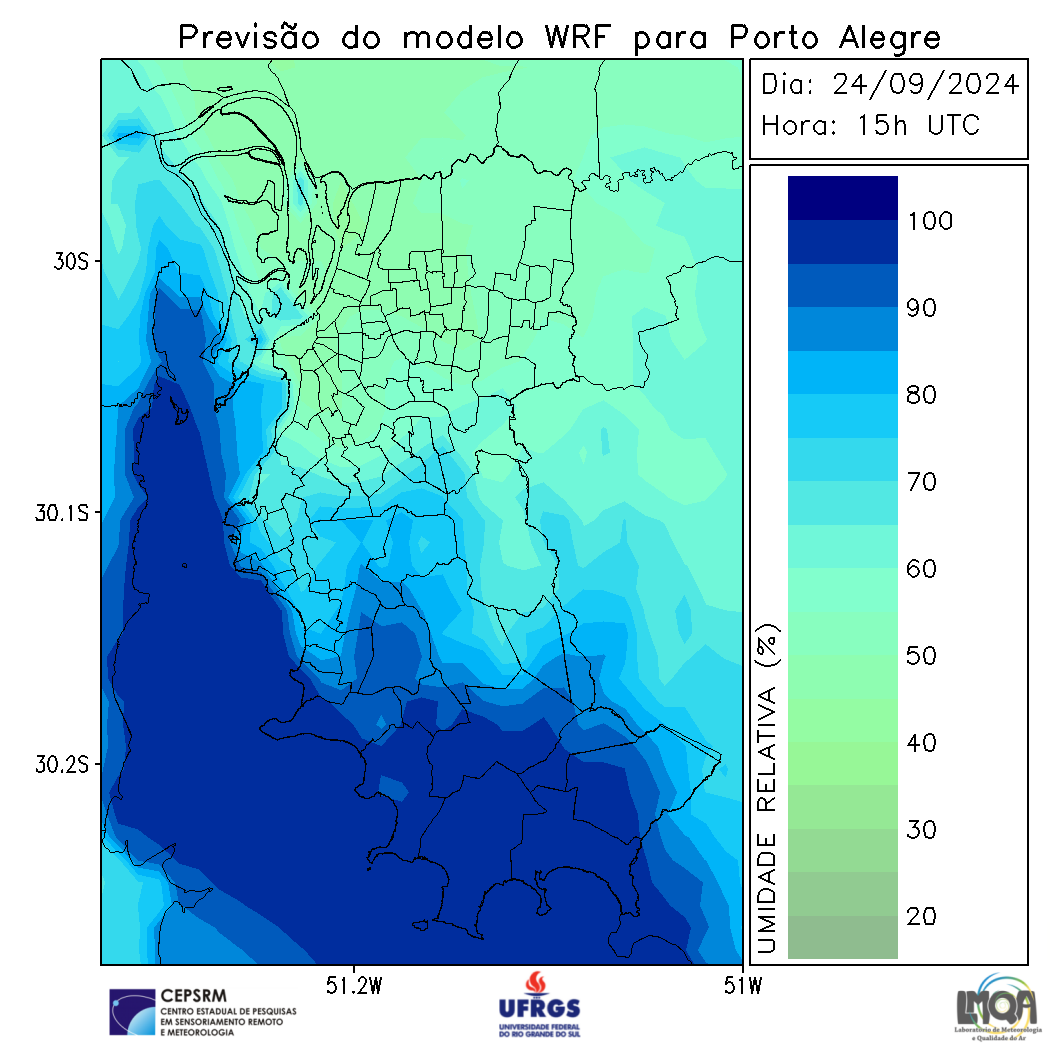 Previsão do modelo WRF para Porto Alegre
Dia: 24/09/2024
Hora: 15h UTC
30S
30.1S
30.2S
51.2W
51W
UMIDADE RELATIVA (%)
100
90
80
70
60
50
40
30
20
CEPSRM
CENTRO ESTADUAL DE PESQUISAS
EM SENSORIAMENTO REMOTO
E METEOROLOGIA
UFRGS
UNIVERSIDADE FEDERAL
DO RIO GRANDE DO SUL
LMQA
Laboratório de Meteorologia
e Qualidade do Ar